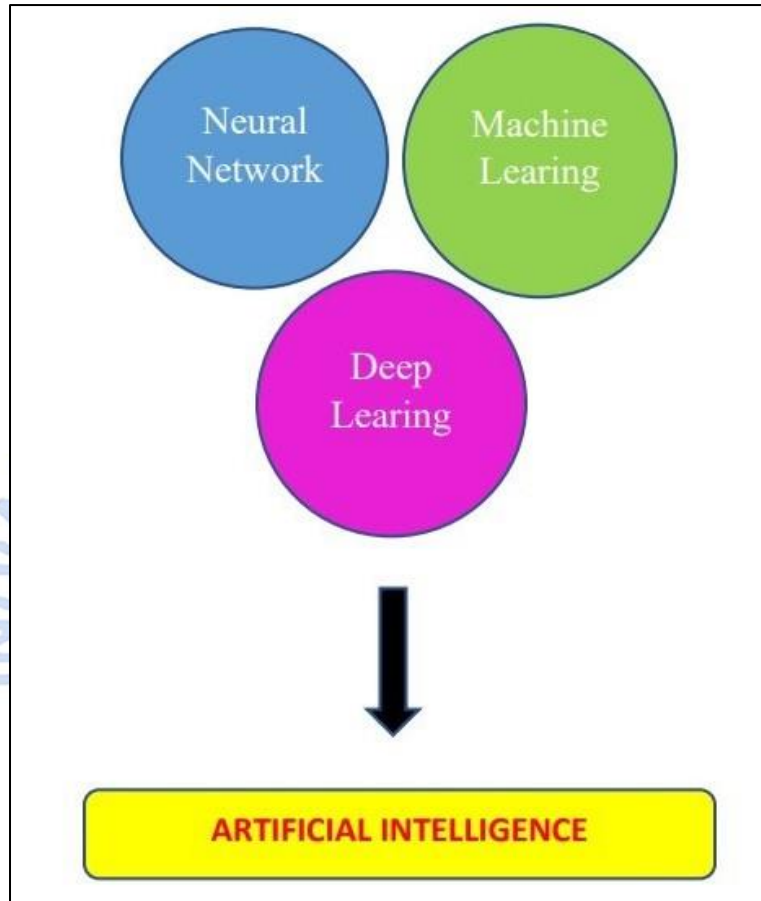 Neural
Network
Machine
Learing
Deep
Learing
ARTIFICIAL INTELLIGENCE